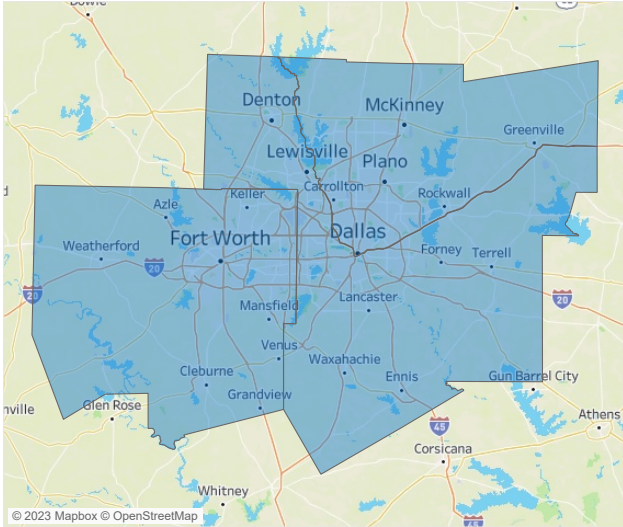 Bowie
Denton
McKinney
Greenville
Lewisville
Plano
Carrollton
Keller
Rockwall
Azle
Fort Worth
Dallas
Weatherford
20
Forney
Terrell
20
20
Mansfield
Lancaster
Venus
Waxahachie
Cleburne
Ennis
Gun Barrel City
Grandview
nville
Glen Rose
Athens
45
Corsicana
Whitney
45
© 2023 Mapbox © OpenStreetMap